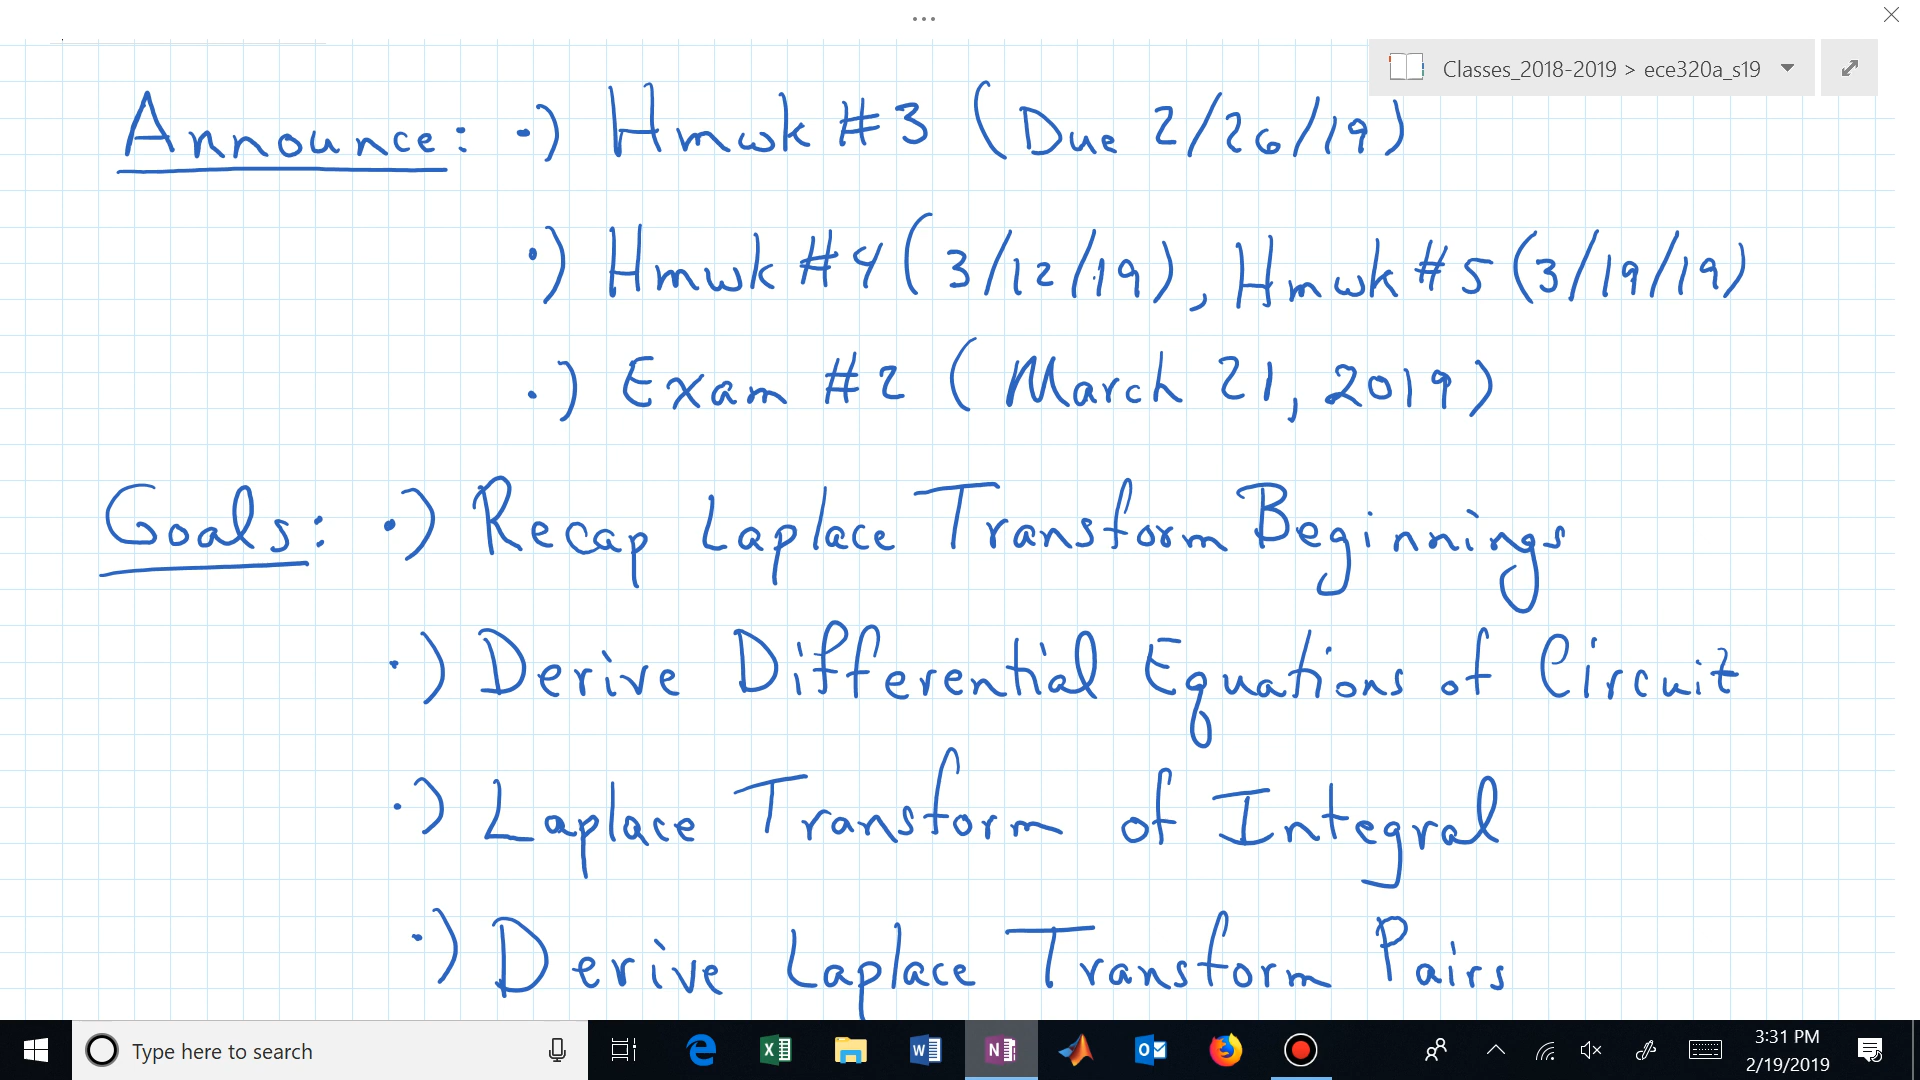 Classes_2018-2019 > ece320a_s19
Announce: •) Hmwk #3 (Due 2/26/19)
•) Hmwk #4 (3/12/19), Hmwk #5 (3/19/19)
•) Exam #2 (March 21, 2019)
Goals: •) Recap Laplace Transform Beginnings
•) Derive Differential Equations of Circuit
•) Laplace Transform of Integral
•) Derive Laplace Transform Pairs
Type here to search
3:31 PM
2/19/2019